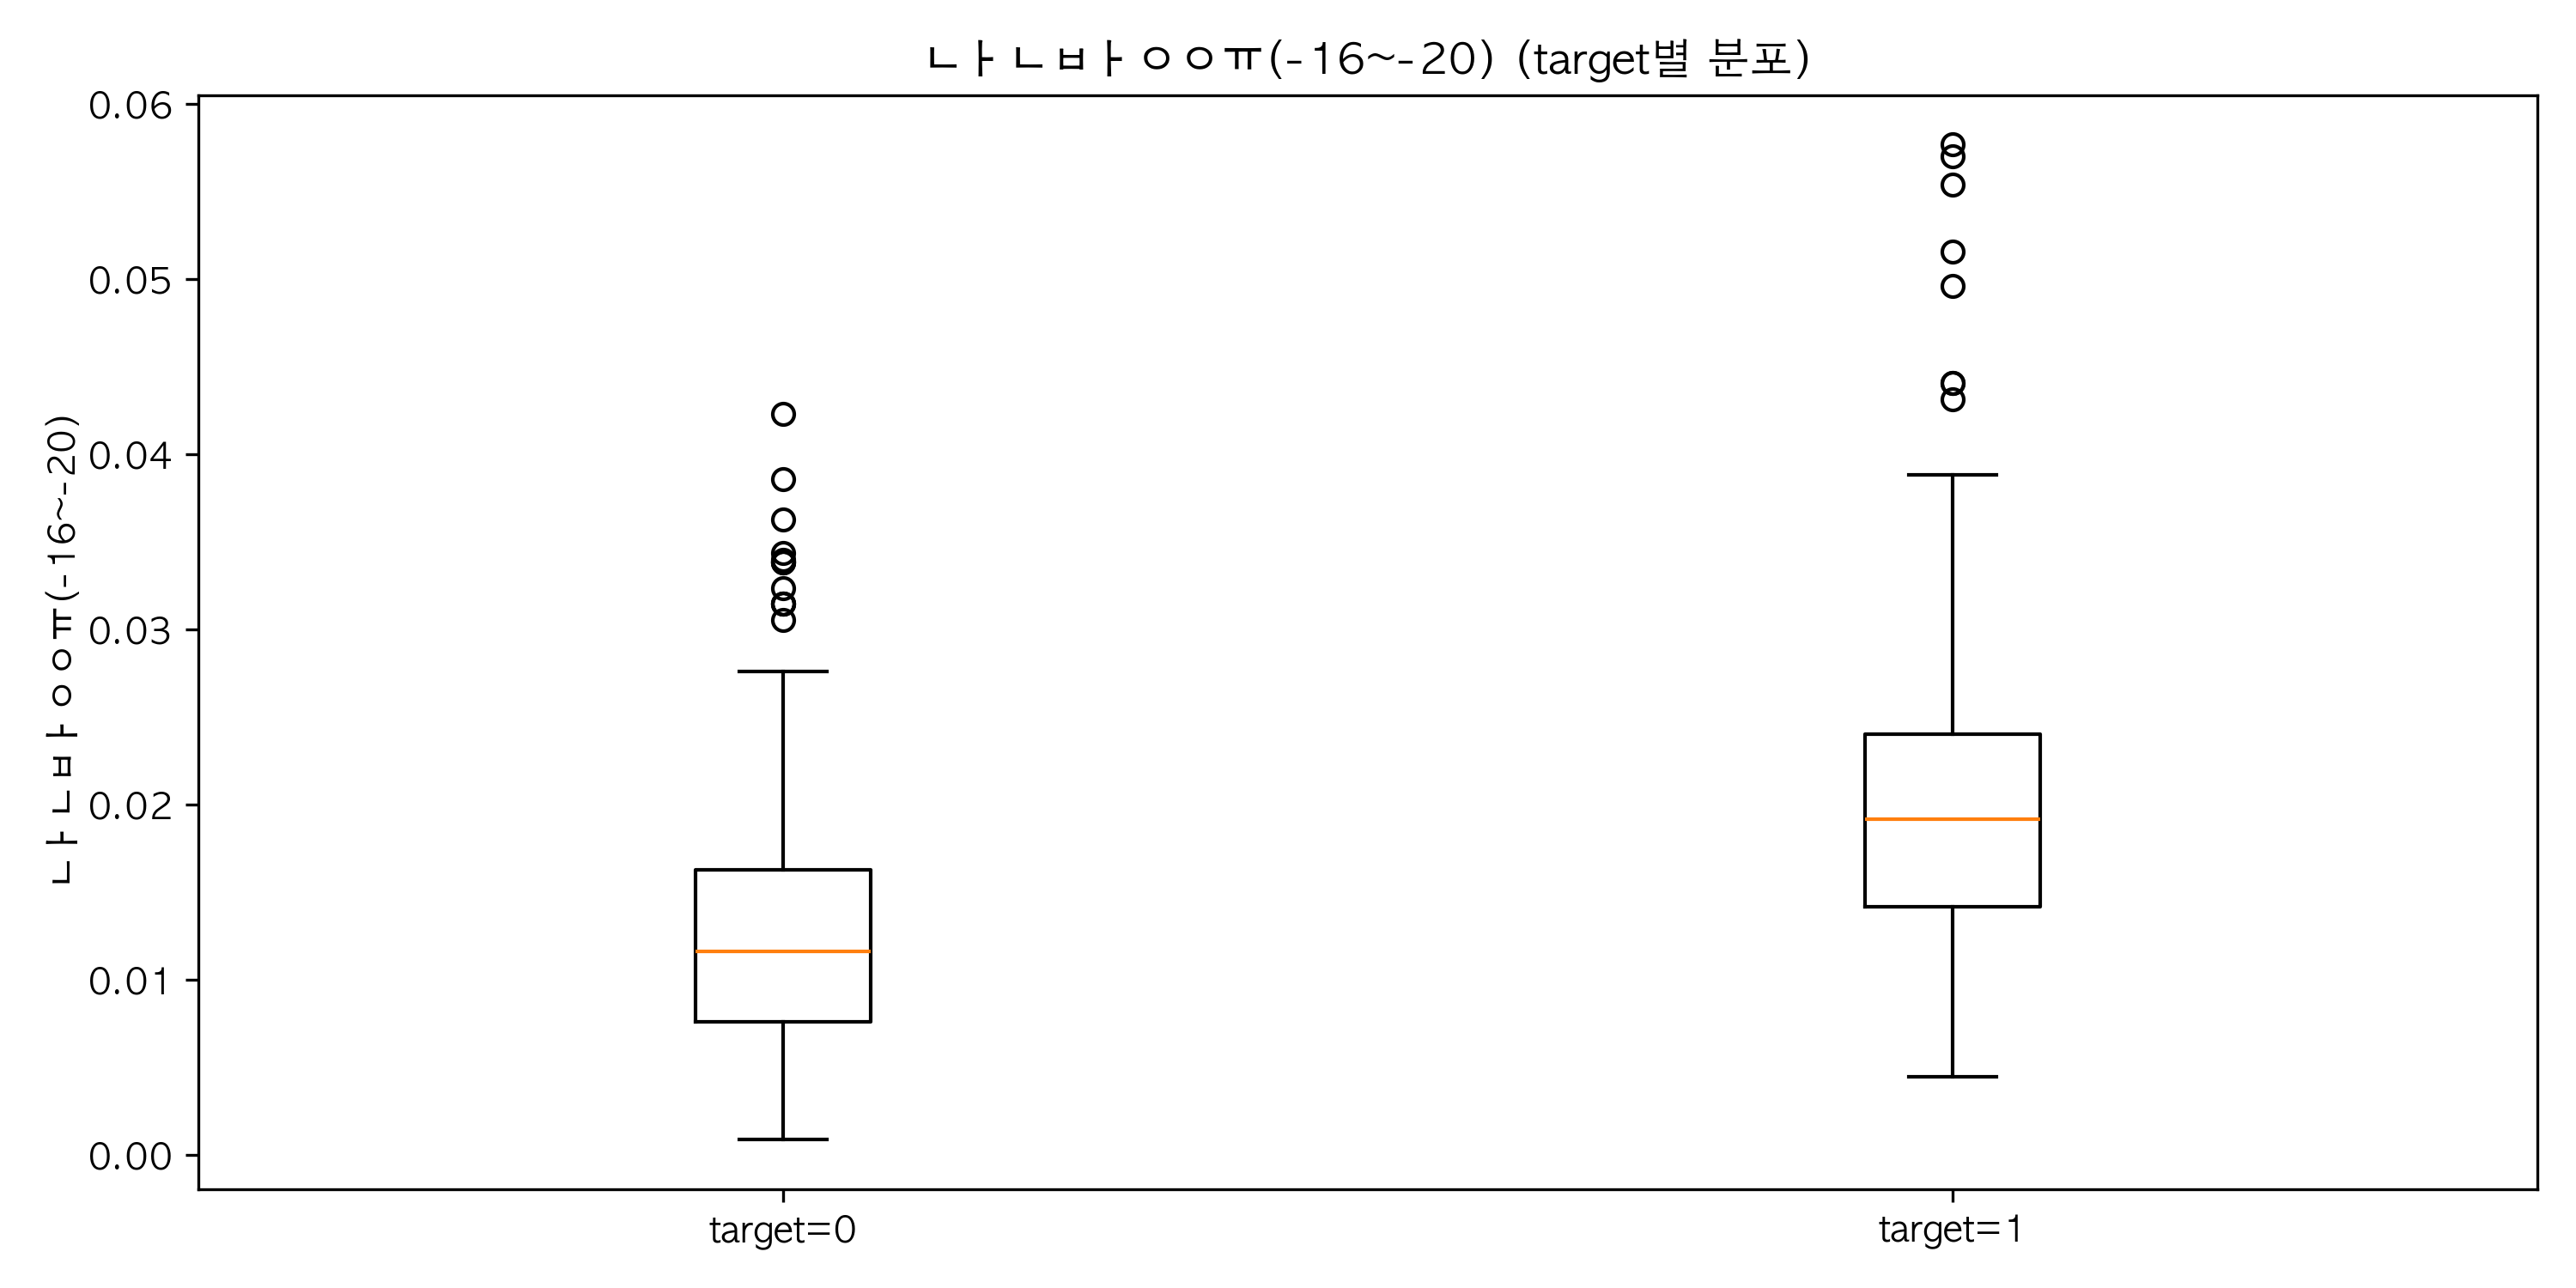 ㄴㅏㄴㅂㅏㅇㅇㅠ(-16~-20) (target별 분포)
ㄴㅏㄴㅂㅏㅇㅇㅠ(-16~-20)
0.06
0.05
0.04
0.03
0.02
0.01
0.00
target=0
target=1